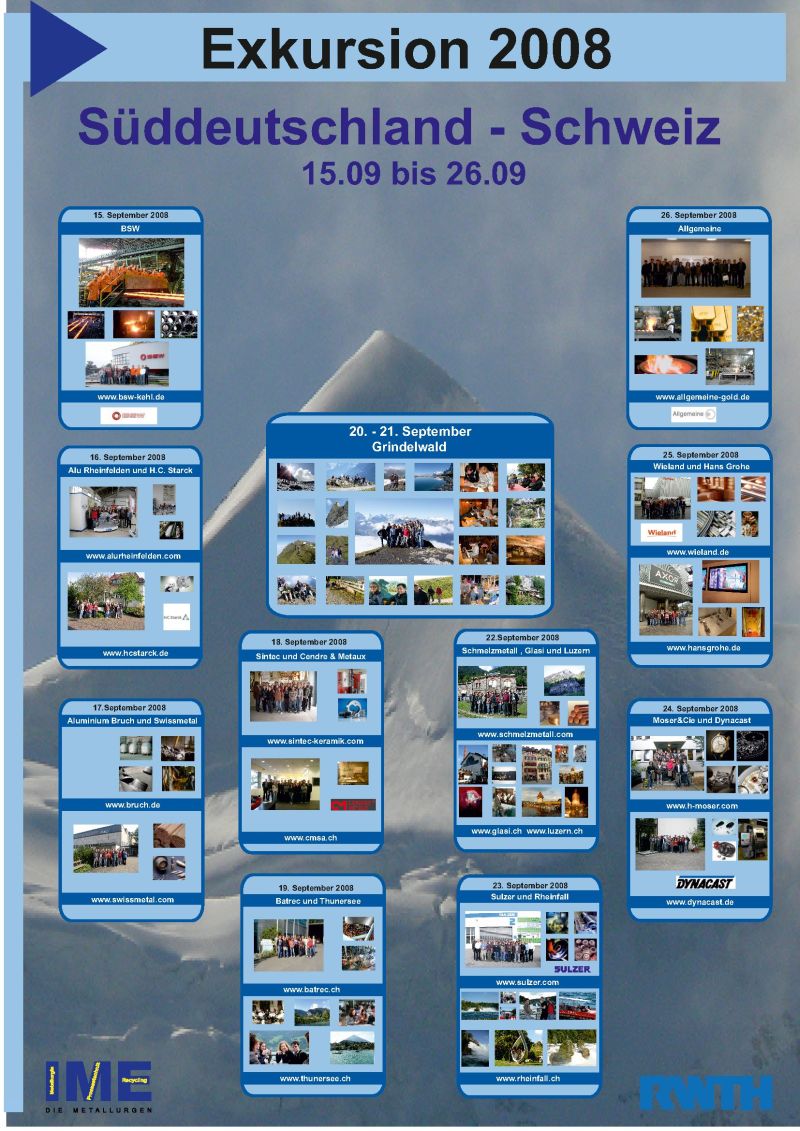 Exkursion 2008
Süddeutschland - Schweiz
15.09 bis 26.09
15. September 2008
BSW
BSW
www.bsw-kehl.de
16. September 2008
Alu Rheinfelden und H.C. Starck
www.alurheinfelden.com
www.hcstarck.de
17.September 2008
Aluminium Bruch und Swissmetal
www.bruch.de
www.swissmetal.com
20. - 21. September
Grindelwald
18. September 2008
Sintec und Cendre & Metaux
www.sintec-keramik.com
www.cmsa.ch
19. September 2008
Batrec und Thunersee
www.batrec.ch
www.thunersee.ch
22.September 2008
Schmelzmetall , Glasi und Luzern
www.schmelzmetall.com
www.glasi.ch www.luzern.ch
23. September 2008
Sulzer und Rheinfall
2
SULZER
www.sulzer.com
www.rheinfall.ch
26. September 2008
Allgemeine
www.allgemeine-gold.de
Allgemeine
25. September 2008
Wieland und Hans Grohe
Wieland
www.wieland.de
AXOR
www.hansgrohe.de
24. September 2008
Moser&Cie und Dynacast
www.h-moser.com
DYNACAST
www.dynacast.de
IME
Metallurgie
Prozesstechnik
Recycling
DIE METALLURGEN
RWTH